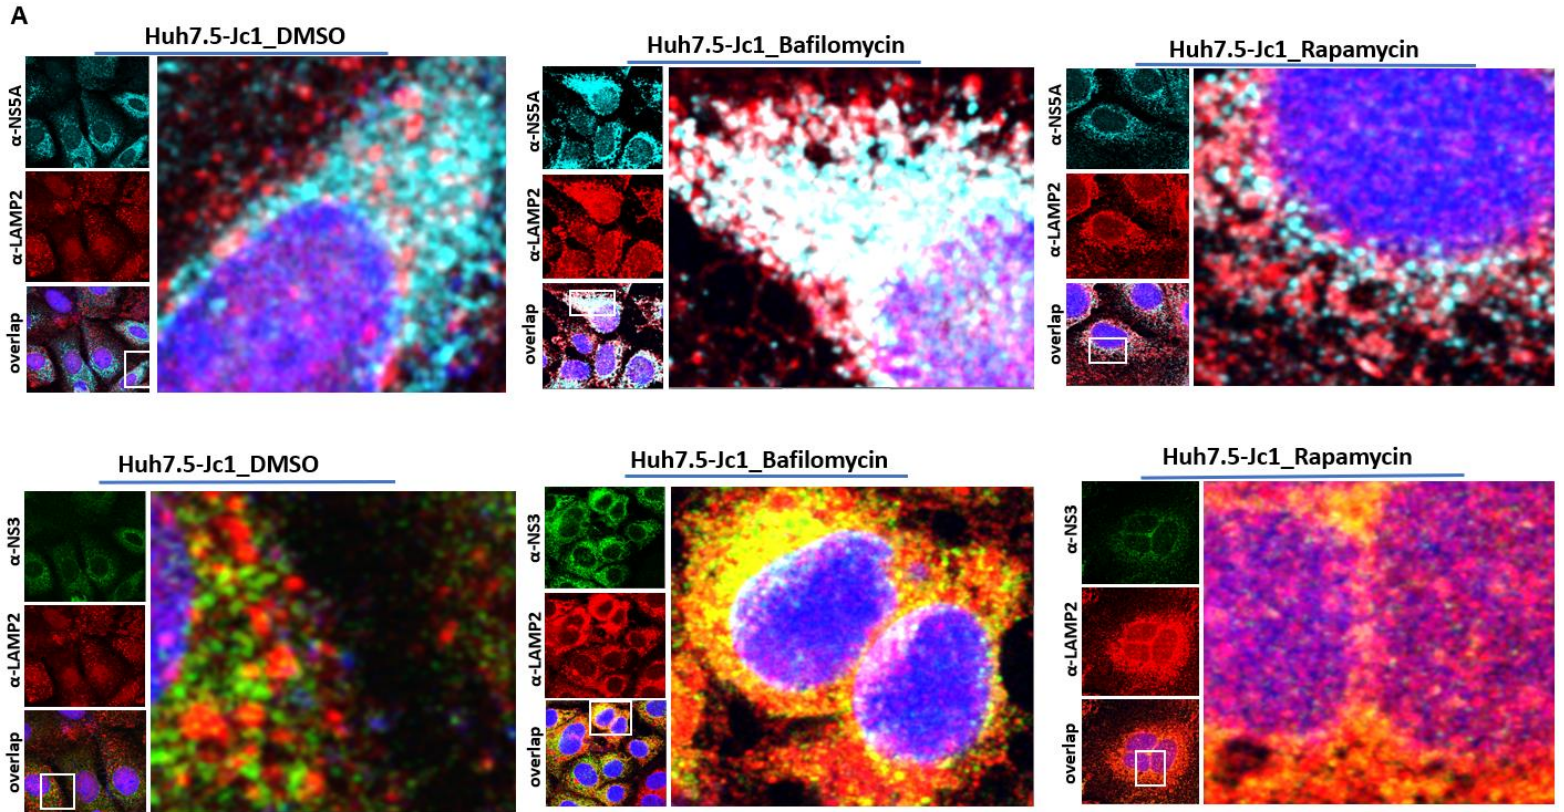 A
Huh7.5-Jc1_DMSO
α-NS5A
α-LAMP2
overlap
Huh7.5-Jc1_Bafilomycin
α-NS5A
α-LAMP2
overlap
Huh7.5-Jc1_Rapamycin
α-NS5A
α-LAMP2
overlap
Huh7.5-Jc1_DMSO
α-NS3
α-LAMP2
overlap
Huh7.5-Jc1_Bafilomycin
α-NS3
α-LAMP2
overlap
Huh7.5-Jc1_Rapamycin
α-NS3
α-LAMP2
overlap